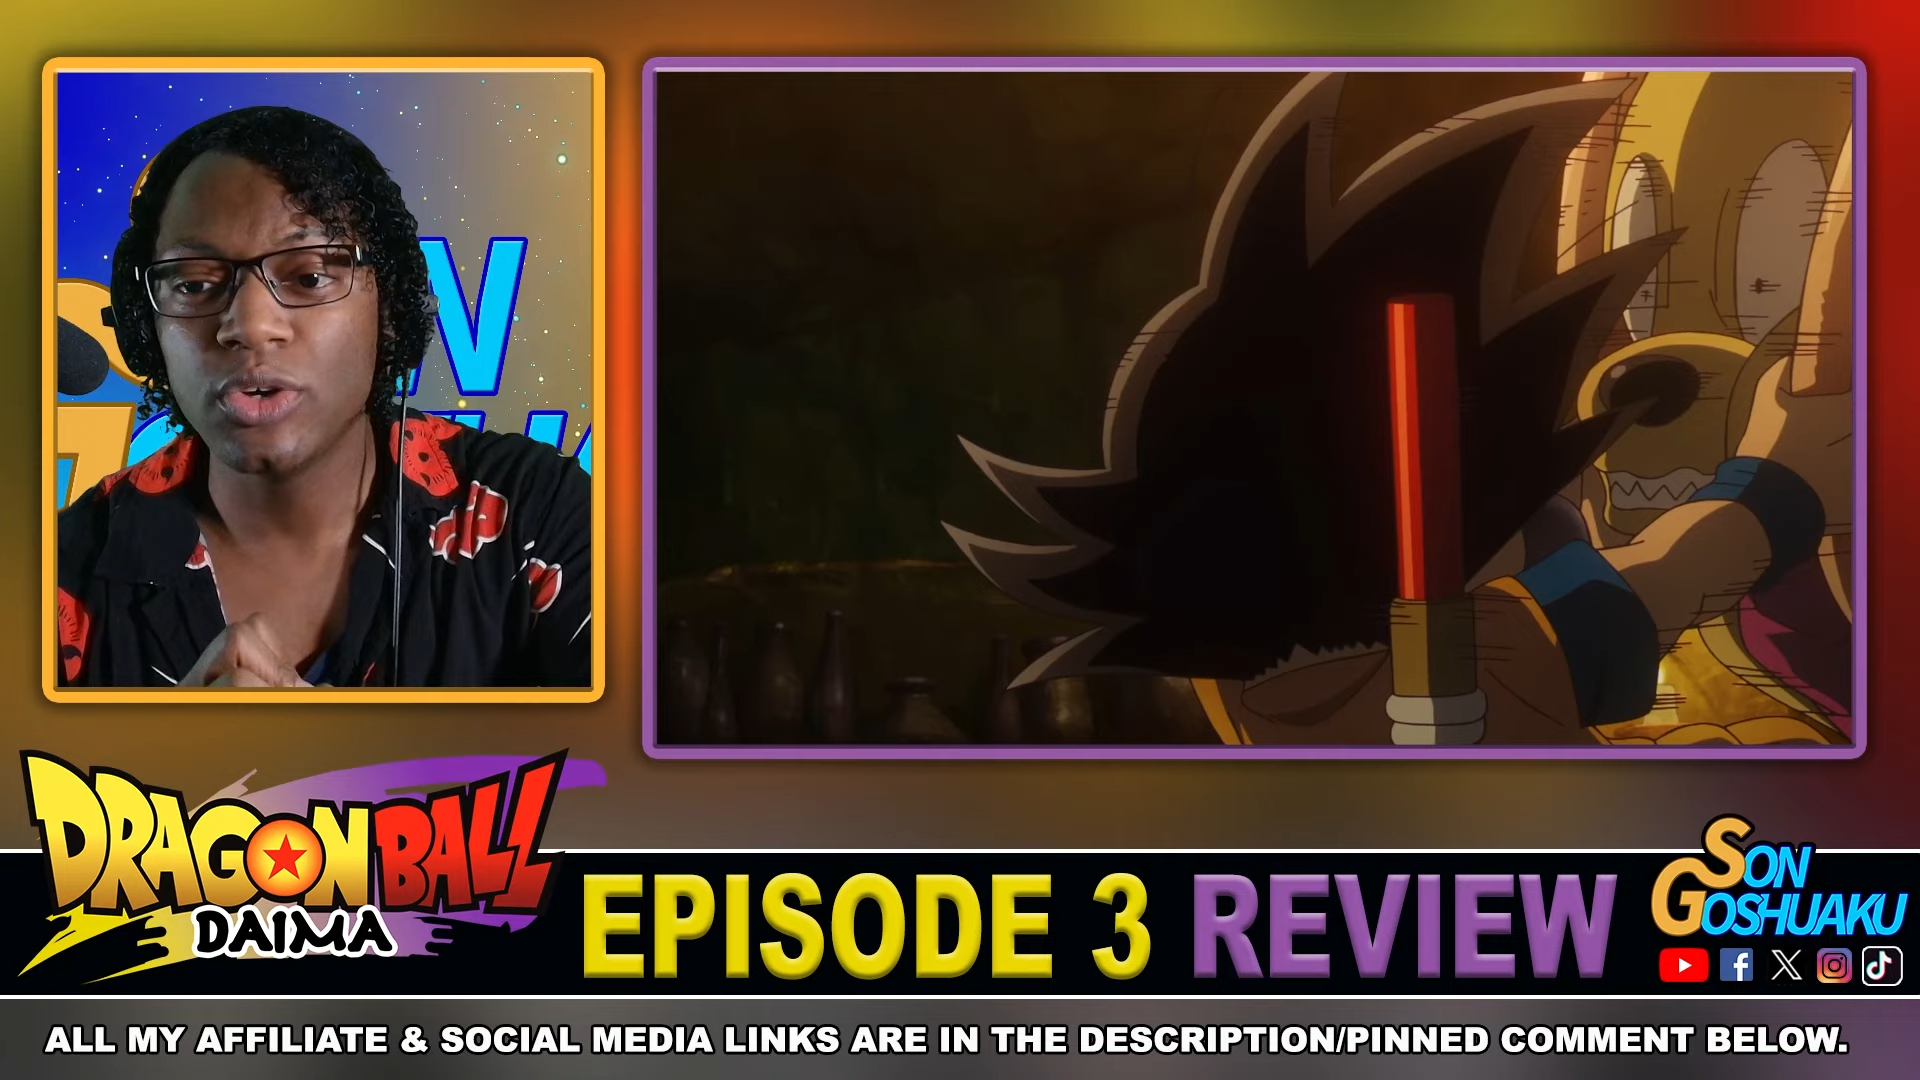 DRAGON BALL
DAIMA
EPISODE 3 REVIEW
SON
GOSHUAKU
ALL MY AFFILIATE & SOCIAL MEDIA LINKS ARE IN THE DESCRIPTION/PINNED COMMENT BELOW.